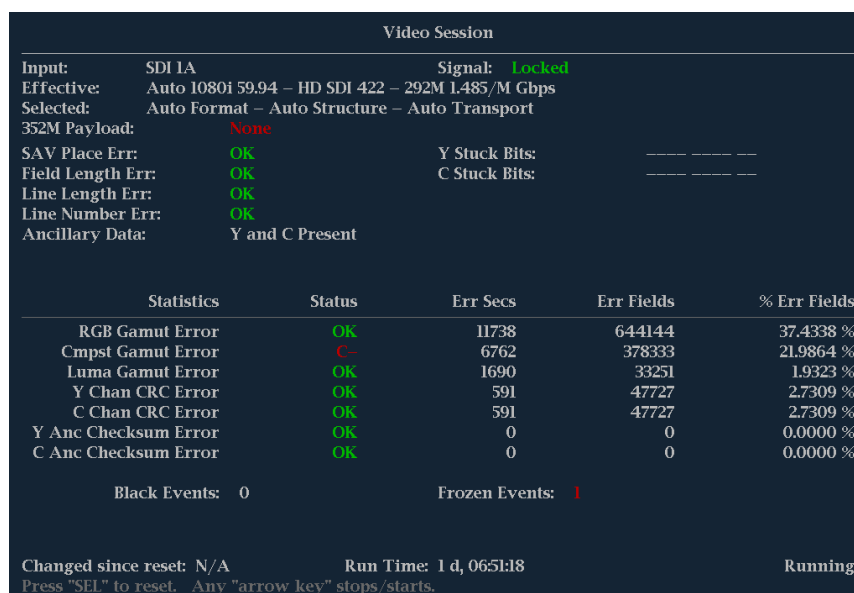 Video Session
Input: SDI 1A Signal: Locked
Effective: Auto 1080i 59.94 – HD SDI 422 – 292M 1.485/M Gbps
Selected: Auto Format – Auto Structure – Auto Transport
352M Payload: None
SAV Place Err: OK Y Stuck Bits: –––– –––– ––
Field Length Err: OK C Stuck Bits: –––– –––– ––
Line Length Err: OK
Line Number Err: OK
Ancillary Data: Y and C Present
Statistics Status Err Secs Err Fields % Err Fields
RGB Gamut Error OK 11738 644144 37.4338 %
Cmpst Gamut Error C– 6762 378333 21.9864 %
Luma Gamut Error OK 1690 33251 1.9323 %
Y Chan CRC Error OK 591 47727 2.7309 %
C Chan CRC Error OK 591 47727 2.7309 %
Y Anc Checksum Error OK 0 0 0.0000 %
C Anc Checksum Error OK 0 0 0.0000 %
Black Events: 0 Frozen Events: 1
Changed since reset: N/A Run Time: 1 d, 06:51:18 Running
Press "SEL" to reset. Any "arrow key" stops/starts.